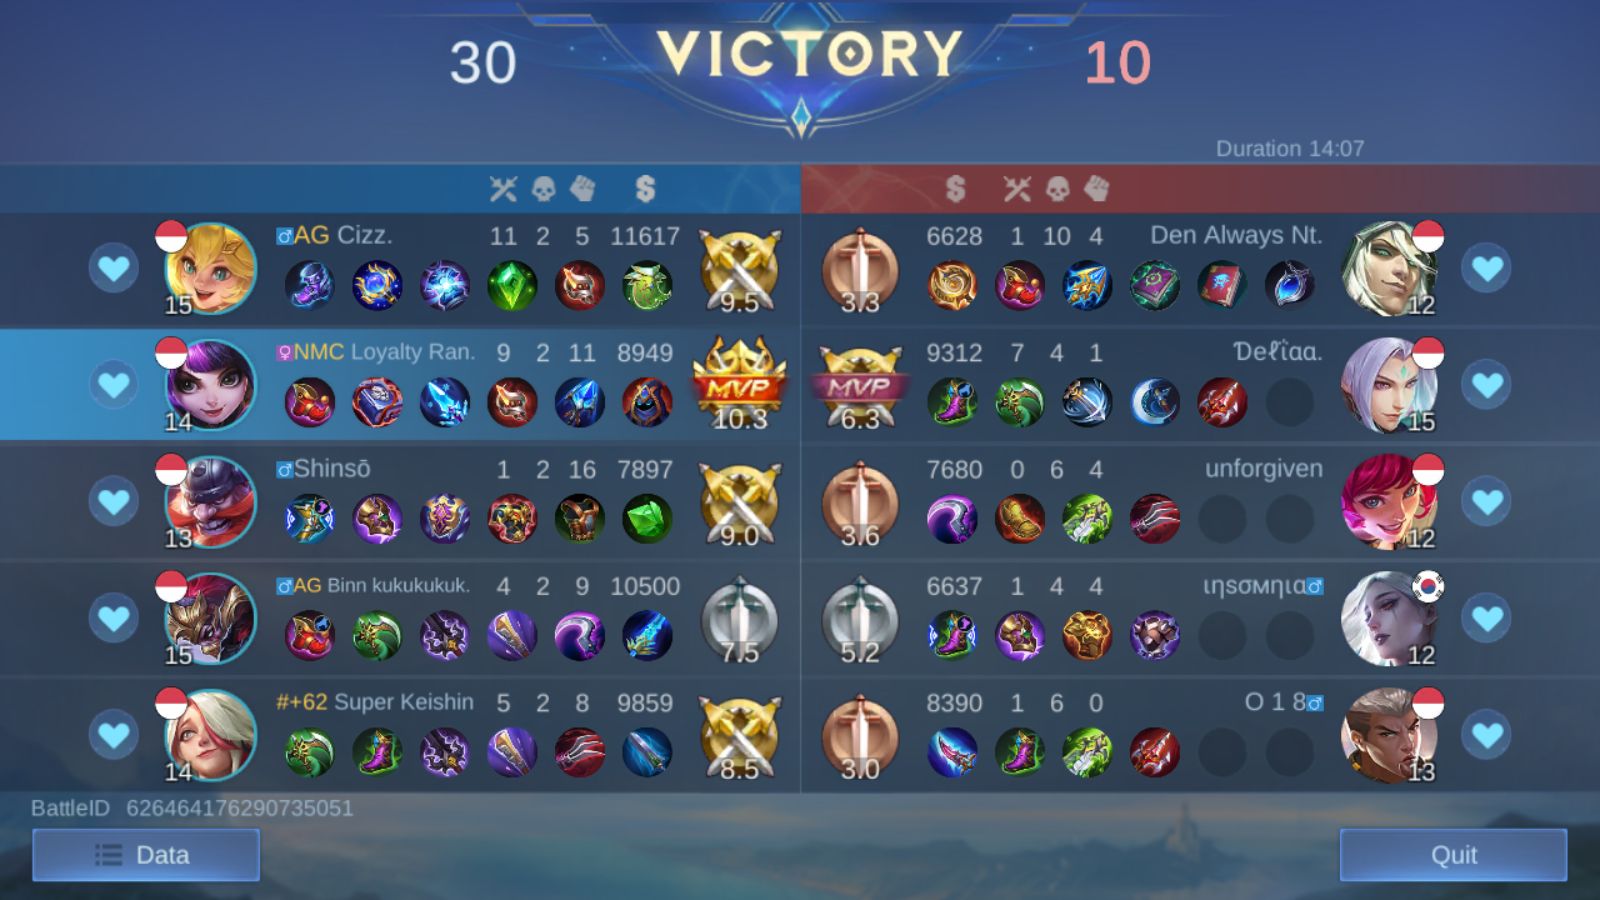 30 VICTORY 10
Duration 14:07
AG Cizz. 11 2 5 11617
15 9.5
NMC Loyalty Ran. 9 2 11 8949
14 MVP 10.3
Shinsō 1 2 16 7897
13 9.0
AG Binn kukukukuk. 4 2 9 10500
15 7.5
#+62 Super Keishin 5 2 8 9859
14 8.5
6628 1 10 4 Den Always Nt.
3.3 12
9312 7 4 1 Ɗeℓῖαα.
MVP 6.3 15
7680 0 6 4 unforgiven
3.6 12
6637 1 4 4 ιηsσмηια
5.2 12
8390 1 6 0 O 1 8
3.0 13
BattleID 626464176290735051
Data
Quit